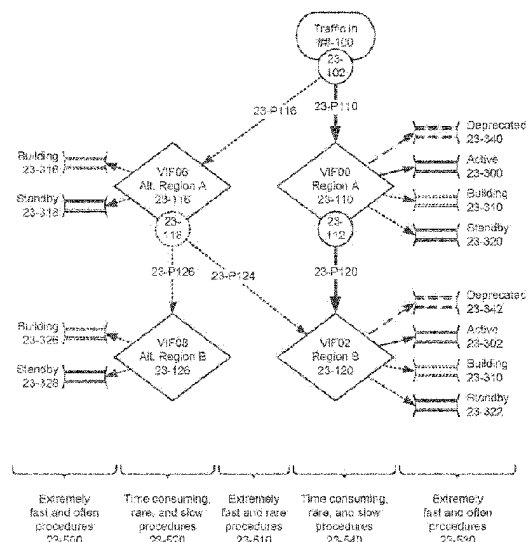 Traffic in
###-100
23-
102
23-P116
23-P110
Building
23-316
Standby
23-318
VIF06
Alt. Region A
23-116
23-
118
VIF00
Region A
23-110
23-
112
Deprecated
23-340
Active
23-300
Building
23-310
Standby
23-320
23-P126
23-P124
23-P120
Building
23-326
Standby
23-328
VIF08
Alt. Region B
23-126
VIF02
Region B
23-120
Deprecated
23-342
Active
23-302
Building
23-310
Standby
23-322
Extremely
fast and often
procedures
23-500
Time consuming,
rare, and slow
procedures
23-520
Extremely
fast and rare
procedures
23-510
Time consuming,
rare, and slow
procedures
23-540
Extremely
fast and often
procedures
23-530